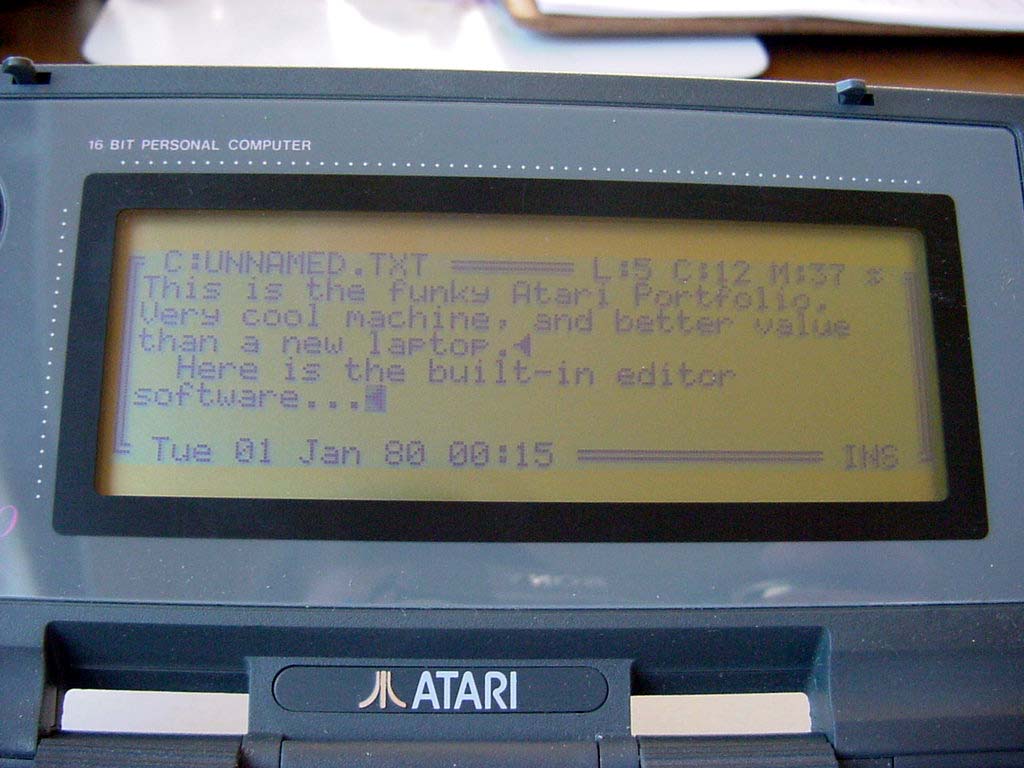 16 BIT PERSONAL COMPUTER
C:UNNAMED.TXT L:5 C:12 M:37 %
This is the funky Atari Portfolio.
Very cool machine, and better value
than a new laptop.
Here is the built-in editor
software...
Tue 01 Jan 80 00:15 INS
ATARI